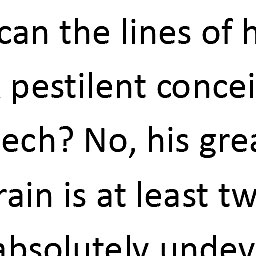 can the lines of h
pestilent concei
ech? No, his grea
rain is at least tw
absolutely undev